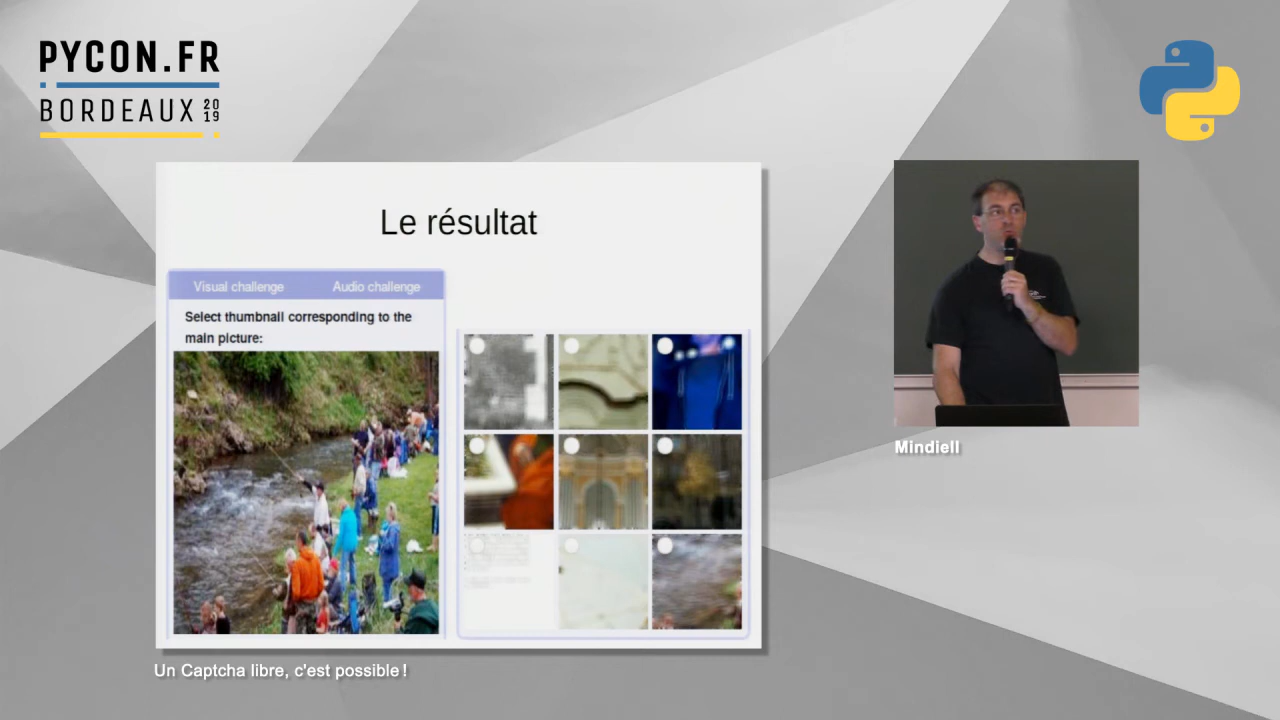 PYCON.FR
BORDEAUX 2019
Le résultat
Visual challenge
Audio challenge
Select thumbnail corresponding to the
main picture:
Mindiell
Un Captcha libre, c'est possible !